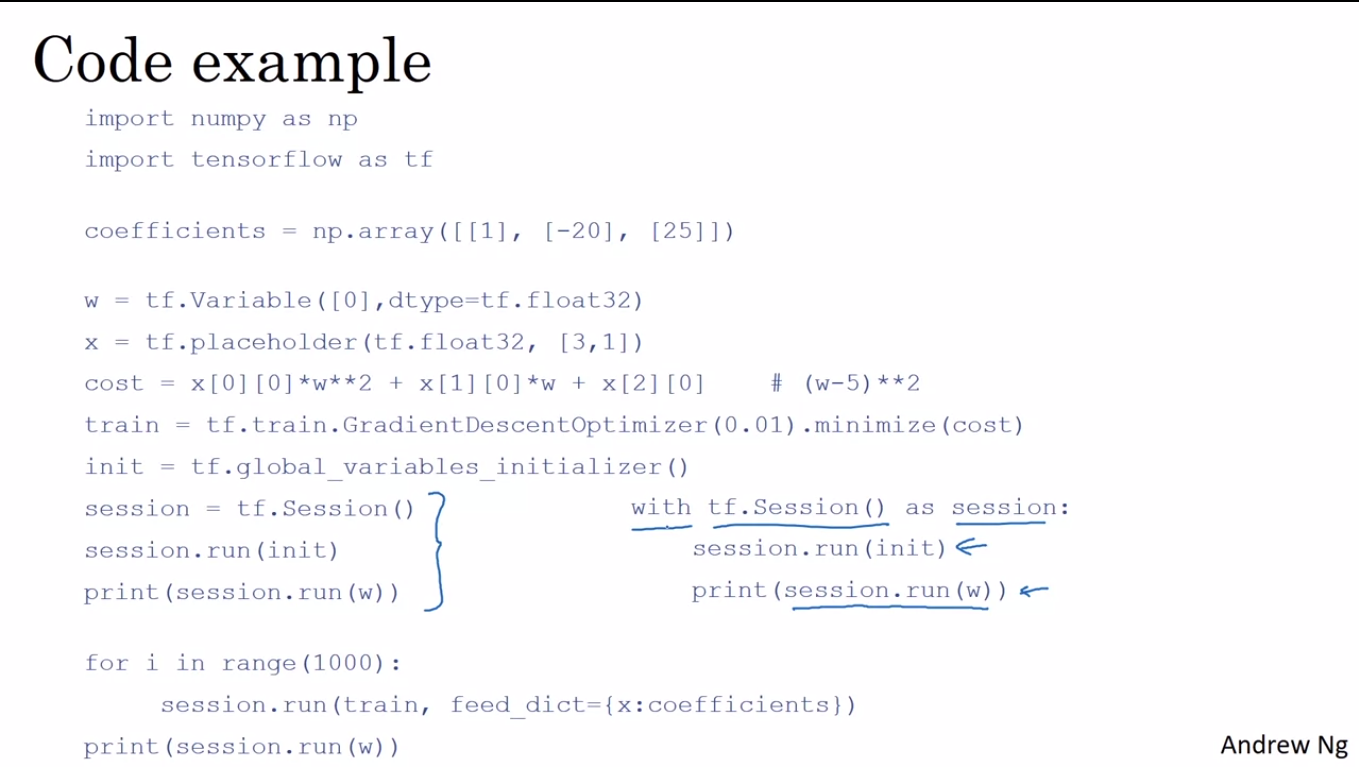 Code example
import numpy as np
import tensorflow as tf
coefficients = np.array([[1], [-20], [25]])
w = tf.Variable([0],dtype=tf.float32)
x = tf.placeholder(tf.float32, [3,1])
cost = x[0][0]*w**2 + x[1][0]*w + x[2][0]    # (w-5)**2
train = tf.train.GradientDescentOptimizer(0.01).minimize(cost)
init = tf.global_variables_initializer()
session = tf.Session()
session.run(init)
print(session.run(w))
with tf.Session() as session:
session.run(init)
print(session.run(w))
for i in range(1000):
session.run(train, feed_dict={x:coefficients})
print(session.run(w))
Andrew Ng